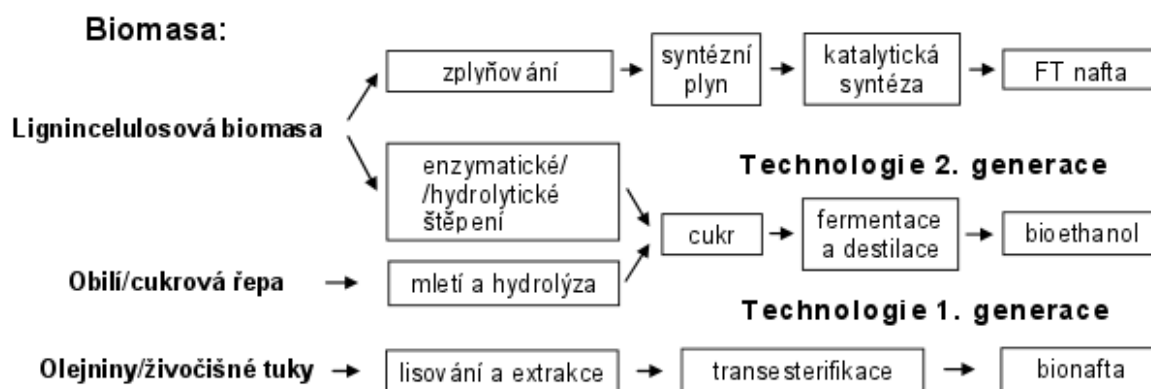 Biomasa:
zplyňování
syntézní
plyn
katalytická
syntéza
FT nafta
Lignincelulosová biomasa
enzymatické/
/hydrolytické
štěpení
Technologie 2. generace
cukr
fermentace
a destilace
bioethanol
Obilí/cukrová řepa
mletí a hydrolýza
Technologie 1. generace
Olejniny/živočišné tuky
lisování a extrakce
transesterifikace
bionafta